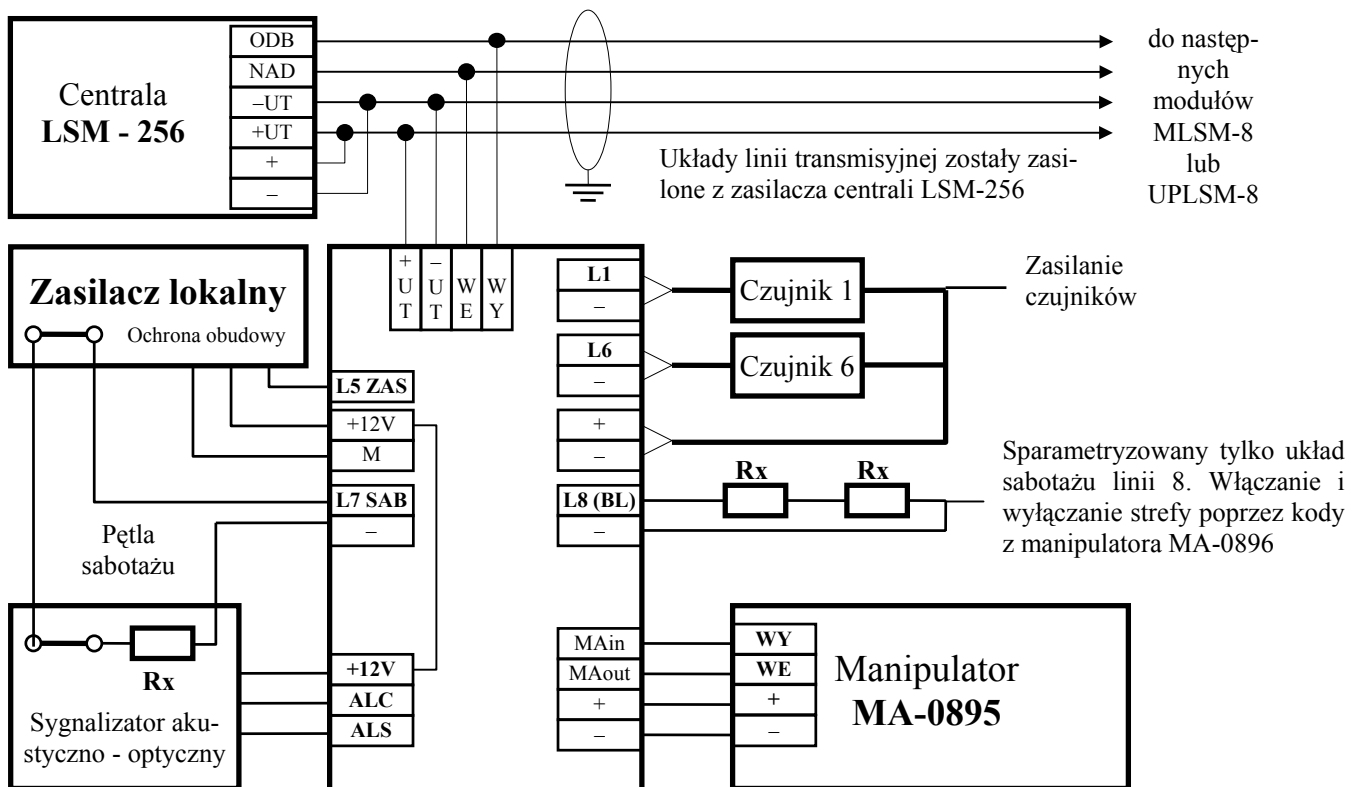 Centrala
LSM - 256
ODB
NAD
–UT
+UT
+
–
do następ-
nych
modułów
MLSM-8
lub
UPLSM-8
Układy linii transmisyjnej zostały zasi-
lone z zasilacza centrali LSM-256
Zasilacz lokalny
Ochrona obudowy
+UT
–UT
WE
WY
L1
–
L6
–
+
–
L8 (BL)
–
Czujnik 1
Czujnik 6
Zasilanie
czujników
L5 ZAS
+12V
M
L7 SAB
–
Rx
Rx
Sparametryzowany tylko układ
sabotażu linii 8. Włączanie i
wyłączanie strefy poprzez kody
z manipulatora MA-0896
Pętla
sabotażu
Rx
Sygnalizator aku-
styczno - optyczny
+12V
ALC
ALS
MAin
MAout
+
–
WY
WE
+
–
Manipulator
MA-0895